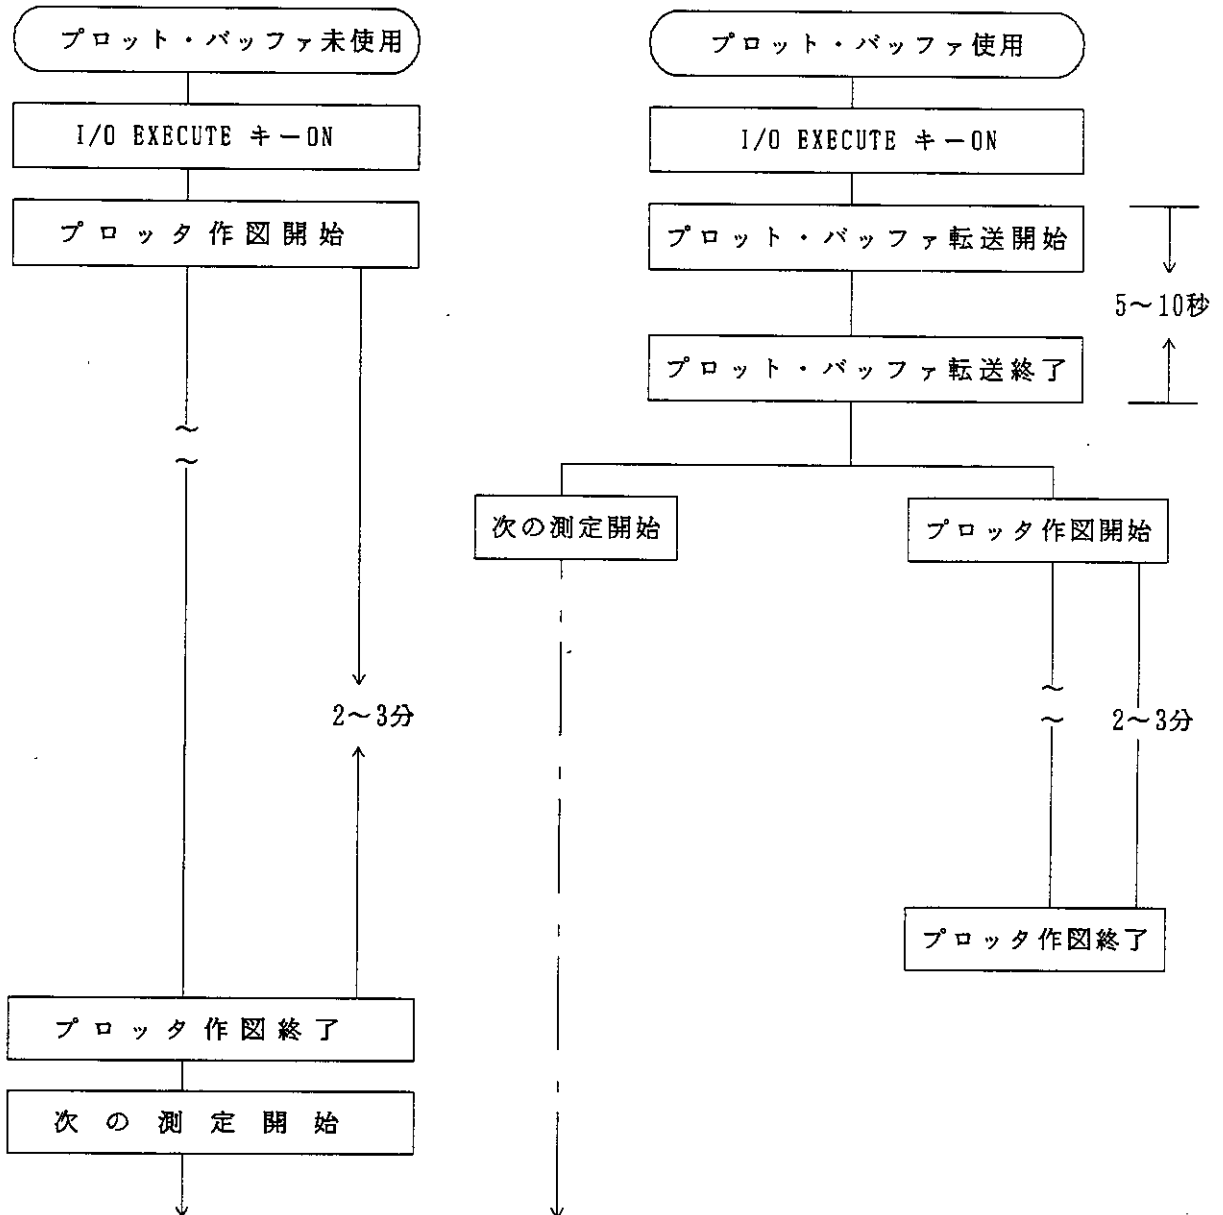 プロット・バッファ未使用
I/O EXECUTE キーON
プロッタ作図開始
2〜3分
プロッタ作図終了
次の測定開始
プロット・バッファ使用
I/O EXECUTE キーON
プロット・バッファ転送開始
5〜10秒
プロット・バッファ転送終了
次の測定開始
プロッタ作図開始
2〜3分
プロッタ作図終了